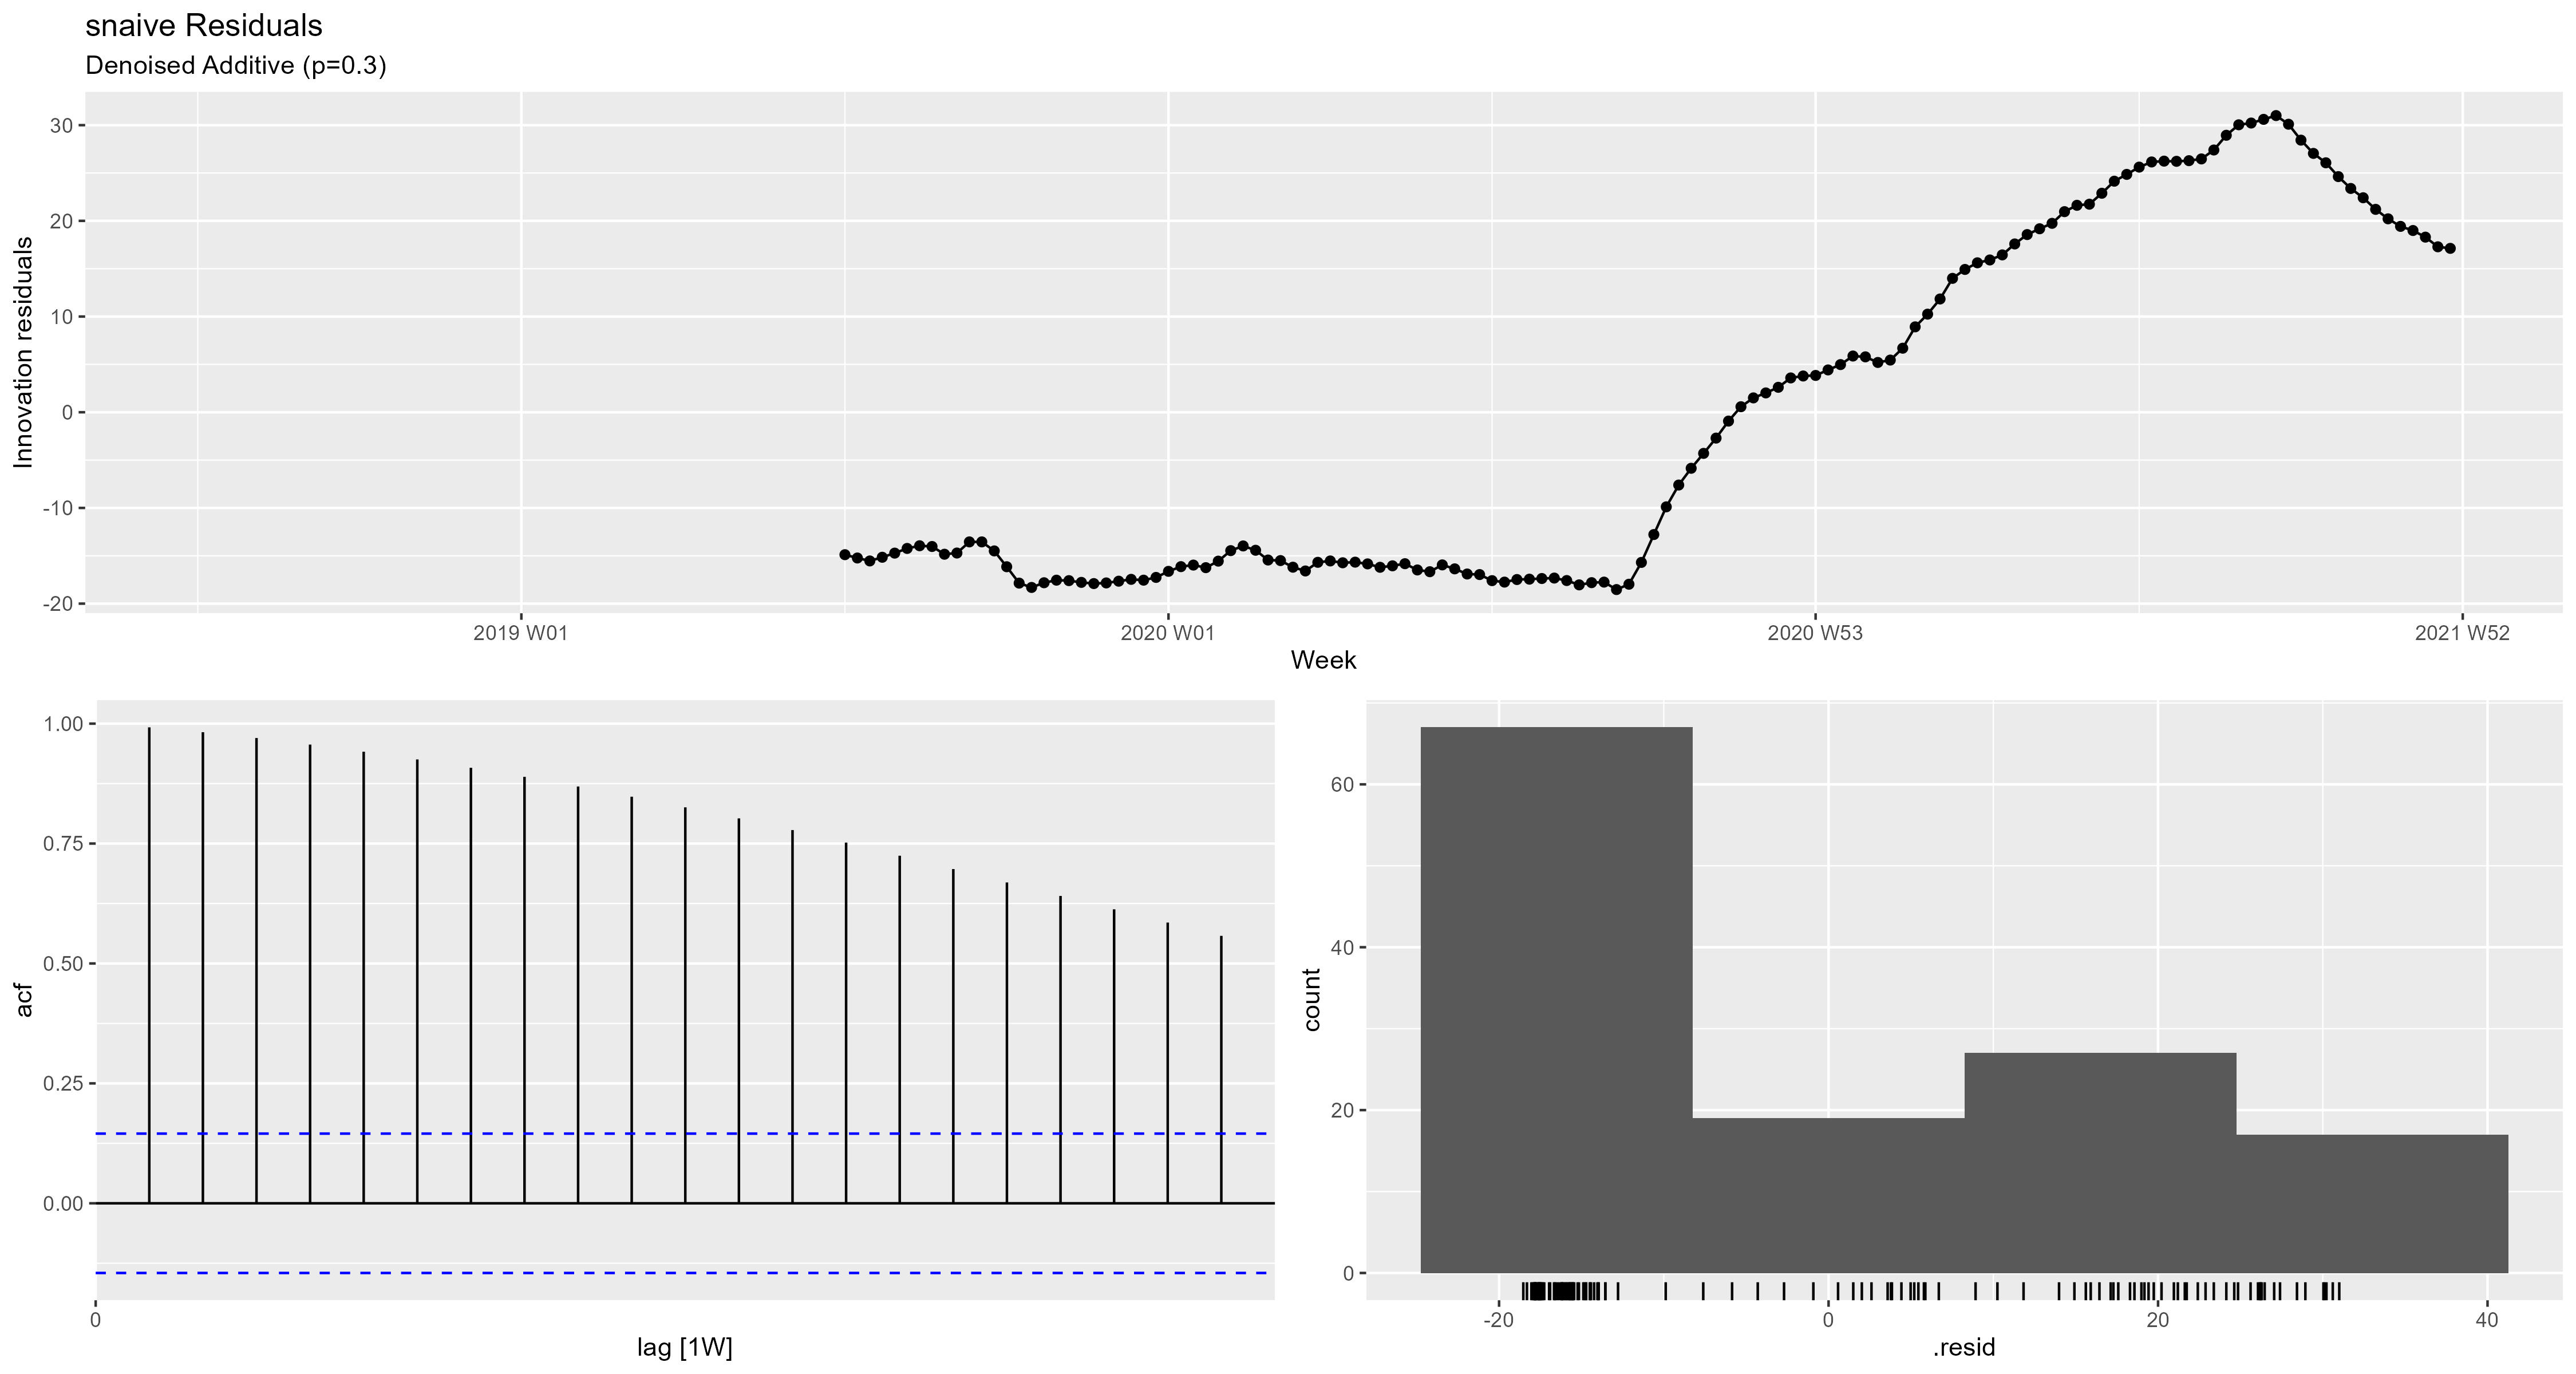 snaive Residuals
Denoised Additive (p=0.3)
Innovation residuals
30
20
10
0
-10
-20
2019 W01
2020 W01
2020 W53
2021 W52
Week
acf
1.00
0.75
0.50
0.25
0.00
0
lag [1W]
count
60
40
20
0
-20
0
20
40
.resid